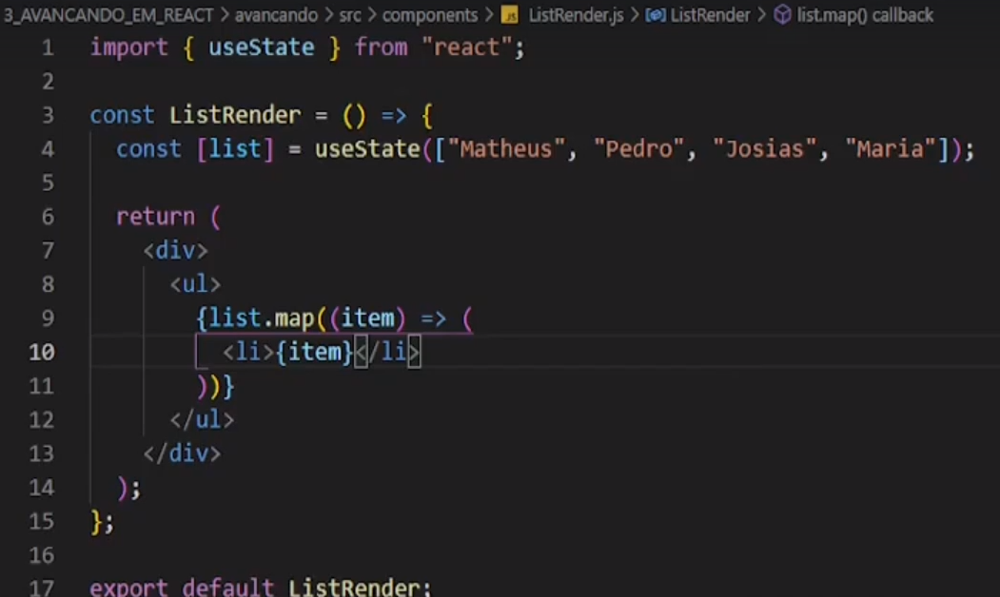 3_AVANCANDO_EM_REACT > avancando > src > components > JS ListRender.js > ListRender > list.map() callback
1 import { useState } from "react";
2
3 const ListRender = () => {
4   const [list] = useState(["Matheus", "Pedro", "Josias", "Maria"]);
5
6   return (
7     <div>
8       <ul>
9         {list.map((item) => (
10           <li>{item}</li>
11         ))}
12       </ul>
13     </div>
14   );
15 };
16
17 export default ListRender;